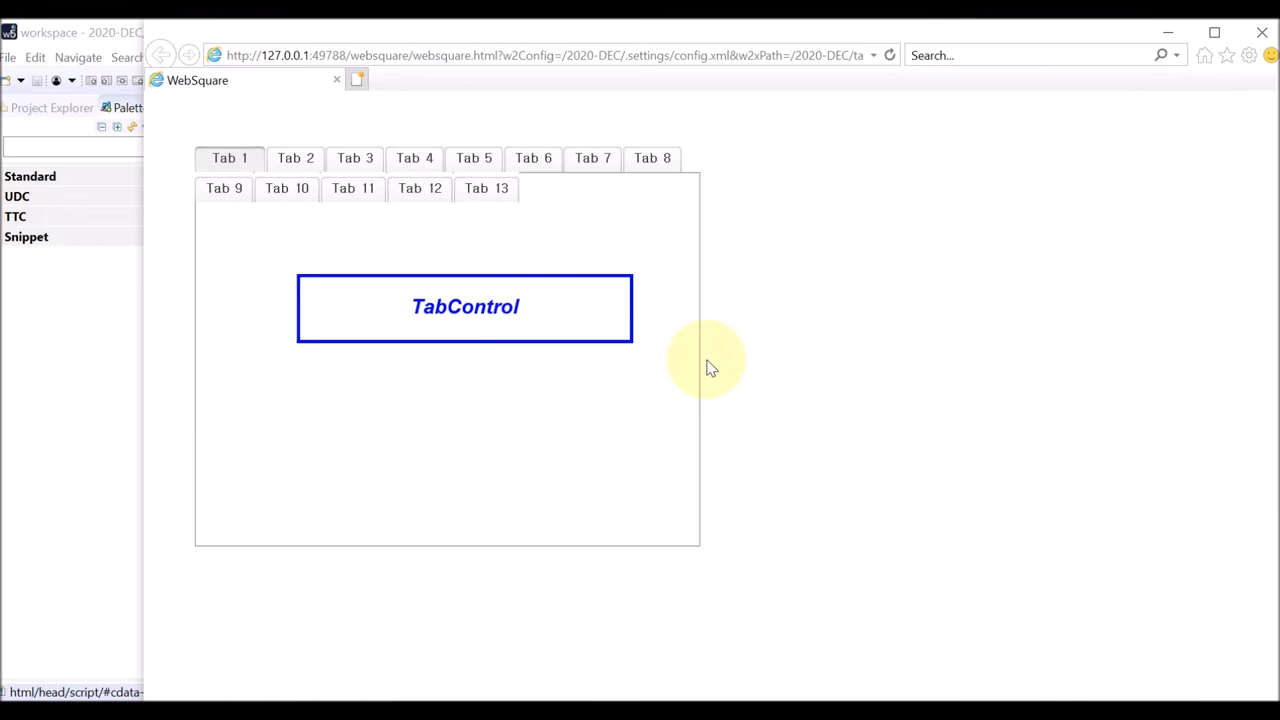 w5 workspace - 2020-DEC
File Edit Navigate Search
http://127.0.0.1:49788/websquare/websquare.html?w2Config=/2020-DEC/.settings/config.xml&w2xPath=/2020-DEC/ta
Search...
WebSquare
Project Explorer Palett
Tab 1 Tab 2 Tab 3 Tab 4 Tab 5 Tab 6 Tab 7 Tab 8
Standard
Tab 9 Tab 10 Tab 11 Tab 12 Tab 13
UDC
TTC
Snippet
TabControl
html/head/script/#cdata-